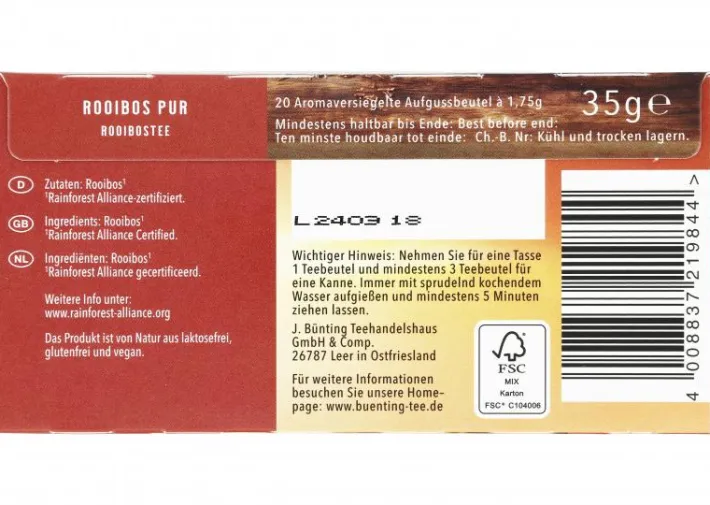 ROOIBOS PUR
ROOIBOSTEE
20 Aromaversiegelte Aufgussbeutel à 1,75g
35g℮
Mindestens haltbar bis Ende: Best before end:
Ten minste houdbaar tot einde: Ch.-B. Nr: Kühl und trocken lagern.
D
Zutaten: Rooibos¹
¹Rainforest Alliance-zertifiziert.
GB
Ingredients: Rooibos¹
¹Rainforest Alliance Certified.
NL
Ingrediënten: Rooibos¹
¹Rainforest Alliance gecertificeerd.
Weitere Info unter:
www.rainforest-alliance.org
Das Produkt ist von Natur aus laktosefrei,
glutenfrei und vegan.
L 2403 18
Wichtiger Hinweis: Nehmen Sie für eine Tasse
1 Teebeutel und mindestens 3 Teebeutel für
eine Kanne. Immer mit sprudelnd kochendem
Wasser aufgießen und mindestens 5 Minuten
ziehen lassen.
J. Bünting Teehandelshaus
GmbH & Comp.
26787 Leer in Ostfriesland
Für weitere Informationen
besuchen Sie unsere Home-
page: www.buenting-tee.de
FSC
MIX
Karton
FSC® C104006
4 008837 219844 >